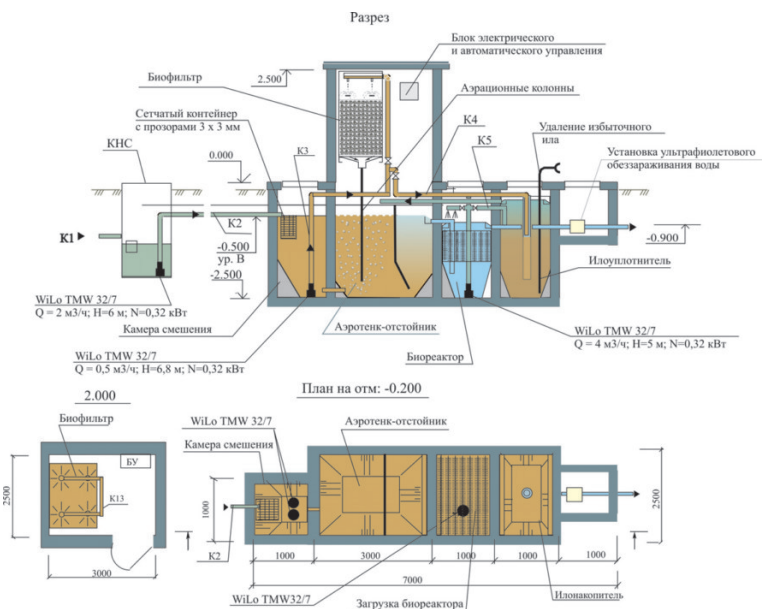 Разрез
Блок электрического
и автоматического управления
2.500
Биофильтр
Аэрационные колонны
Сетчатый контейнер
с прозорами 3 х 3 мм
К4
Удаление избыточного
ила
КНС
К3
К5
Установка ультрафиолетового
обеззараживания воды
0.000
К2
К1
-0.500
ур. В
-0.900
-2.500
Илоуплотнитель
WiLo TMW 32/7
Q = 2 м3/ч; H=6 м; N=0,32 кВт
Камера смешения
Аэротенк-отстойник
WiLo TMW 32/7
Q = 4 м3/ч; H=5 м; N=0,32 кВт
WiLo TMW 32/7
Q = 0,5 м3/ч; H=6,8 м; N=0,32 кВт
Биореактор
2.000
План на отм: -0.200
Биофильтр
WiLo TMW 32/7
Аэротенк-отстойник
Камера смешения
БУ
К13
2500
1000
2500
К2
1000
3000
1000
1000
1000
3000
7000
WiLo TMW32/7
Загрузка биореактора
Илонакопитель